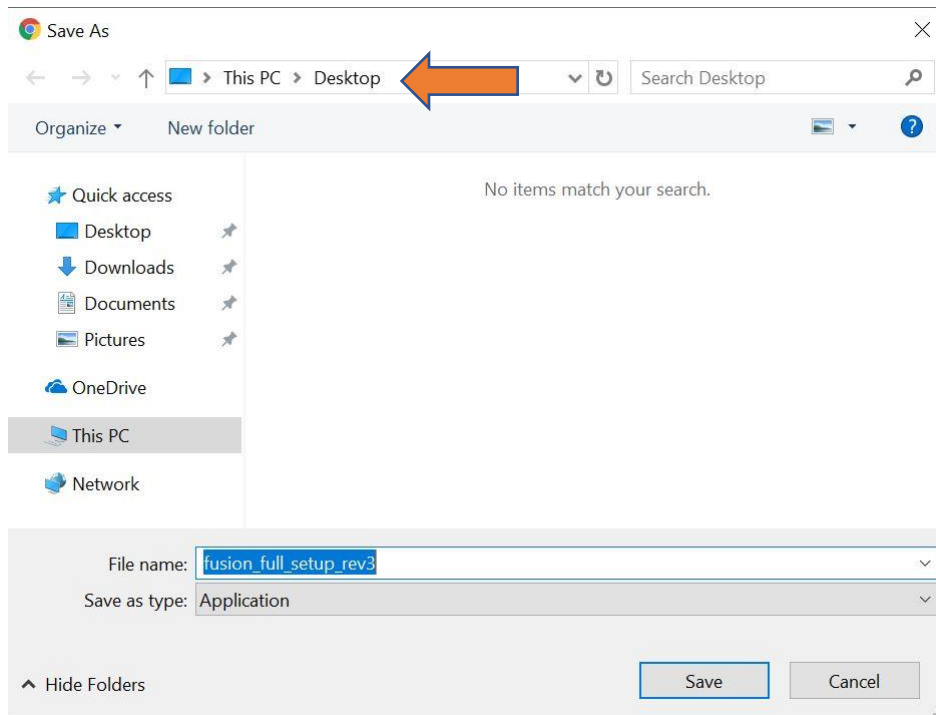 Save As
This PC > Desktop
Search Desktop
Organize
New folder
?
No items match your search.
Quick access
Desktop
Downloads
Documents
Pictures
OneDrive
This PC
Network
File name: fusion_full_setup_rev3
Save as type: Application
Hide Folders
Save
Cancel